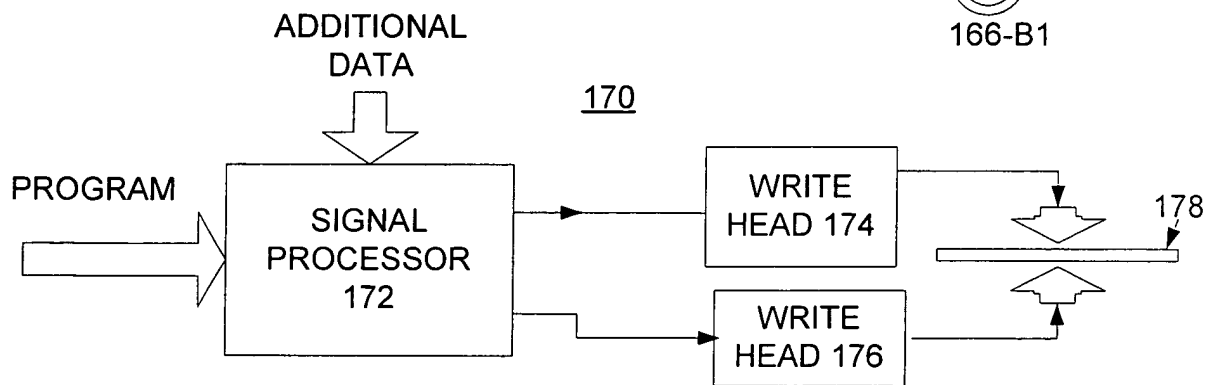 166-B1
ADDITIONAL
DATA
170
PROGRAM
SIGNAL
PROCESSOR
172
WRITE
HEAD 174
178
WRITE
HEAD 176